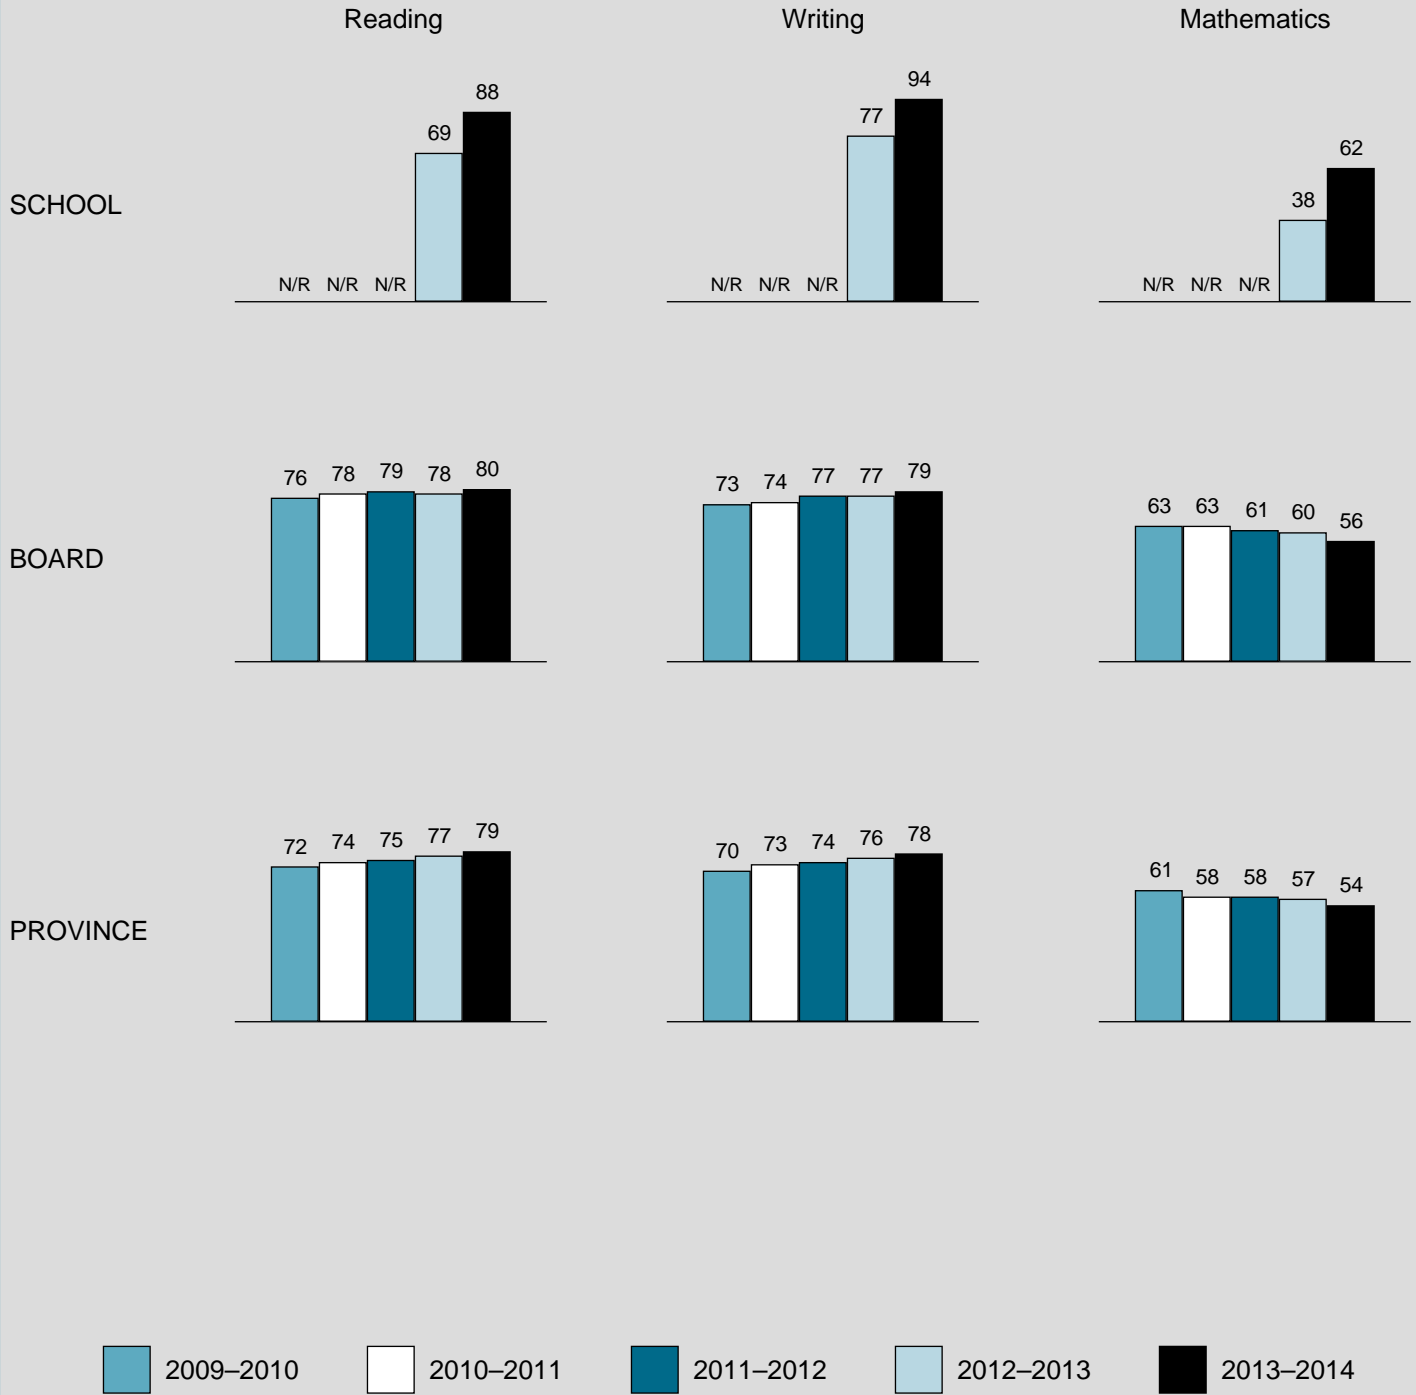 Reading Writing Mathematics
SCHOOL
69 88
N/R N/R N/R
77 94
N/R N/R N/R
38 62
N/R N/R N/R
BOARD
76 78 79 78 80
73 74 77 77 79
63 63 61 60 56
PROVINCE
72 74 75 77 79
70 73 74 76 78
61 58 58 57 54
2009–2010 2010–2011 2011–2012 2012–2013 2013–2014